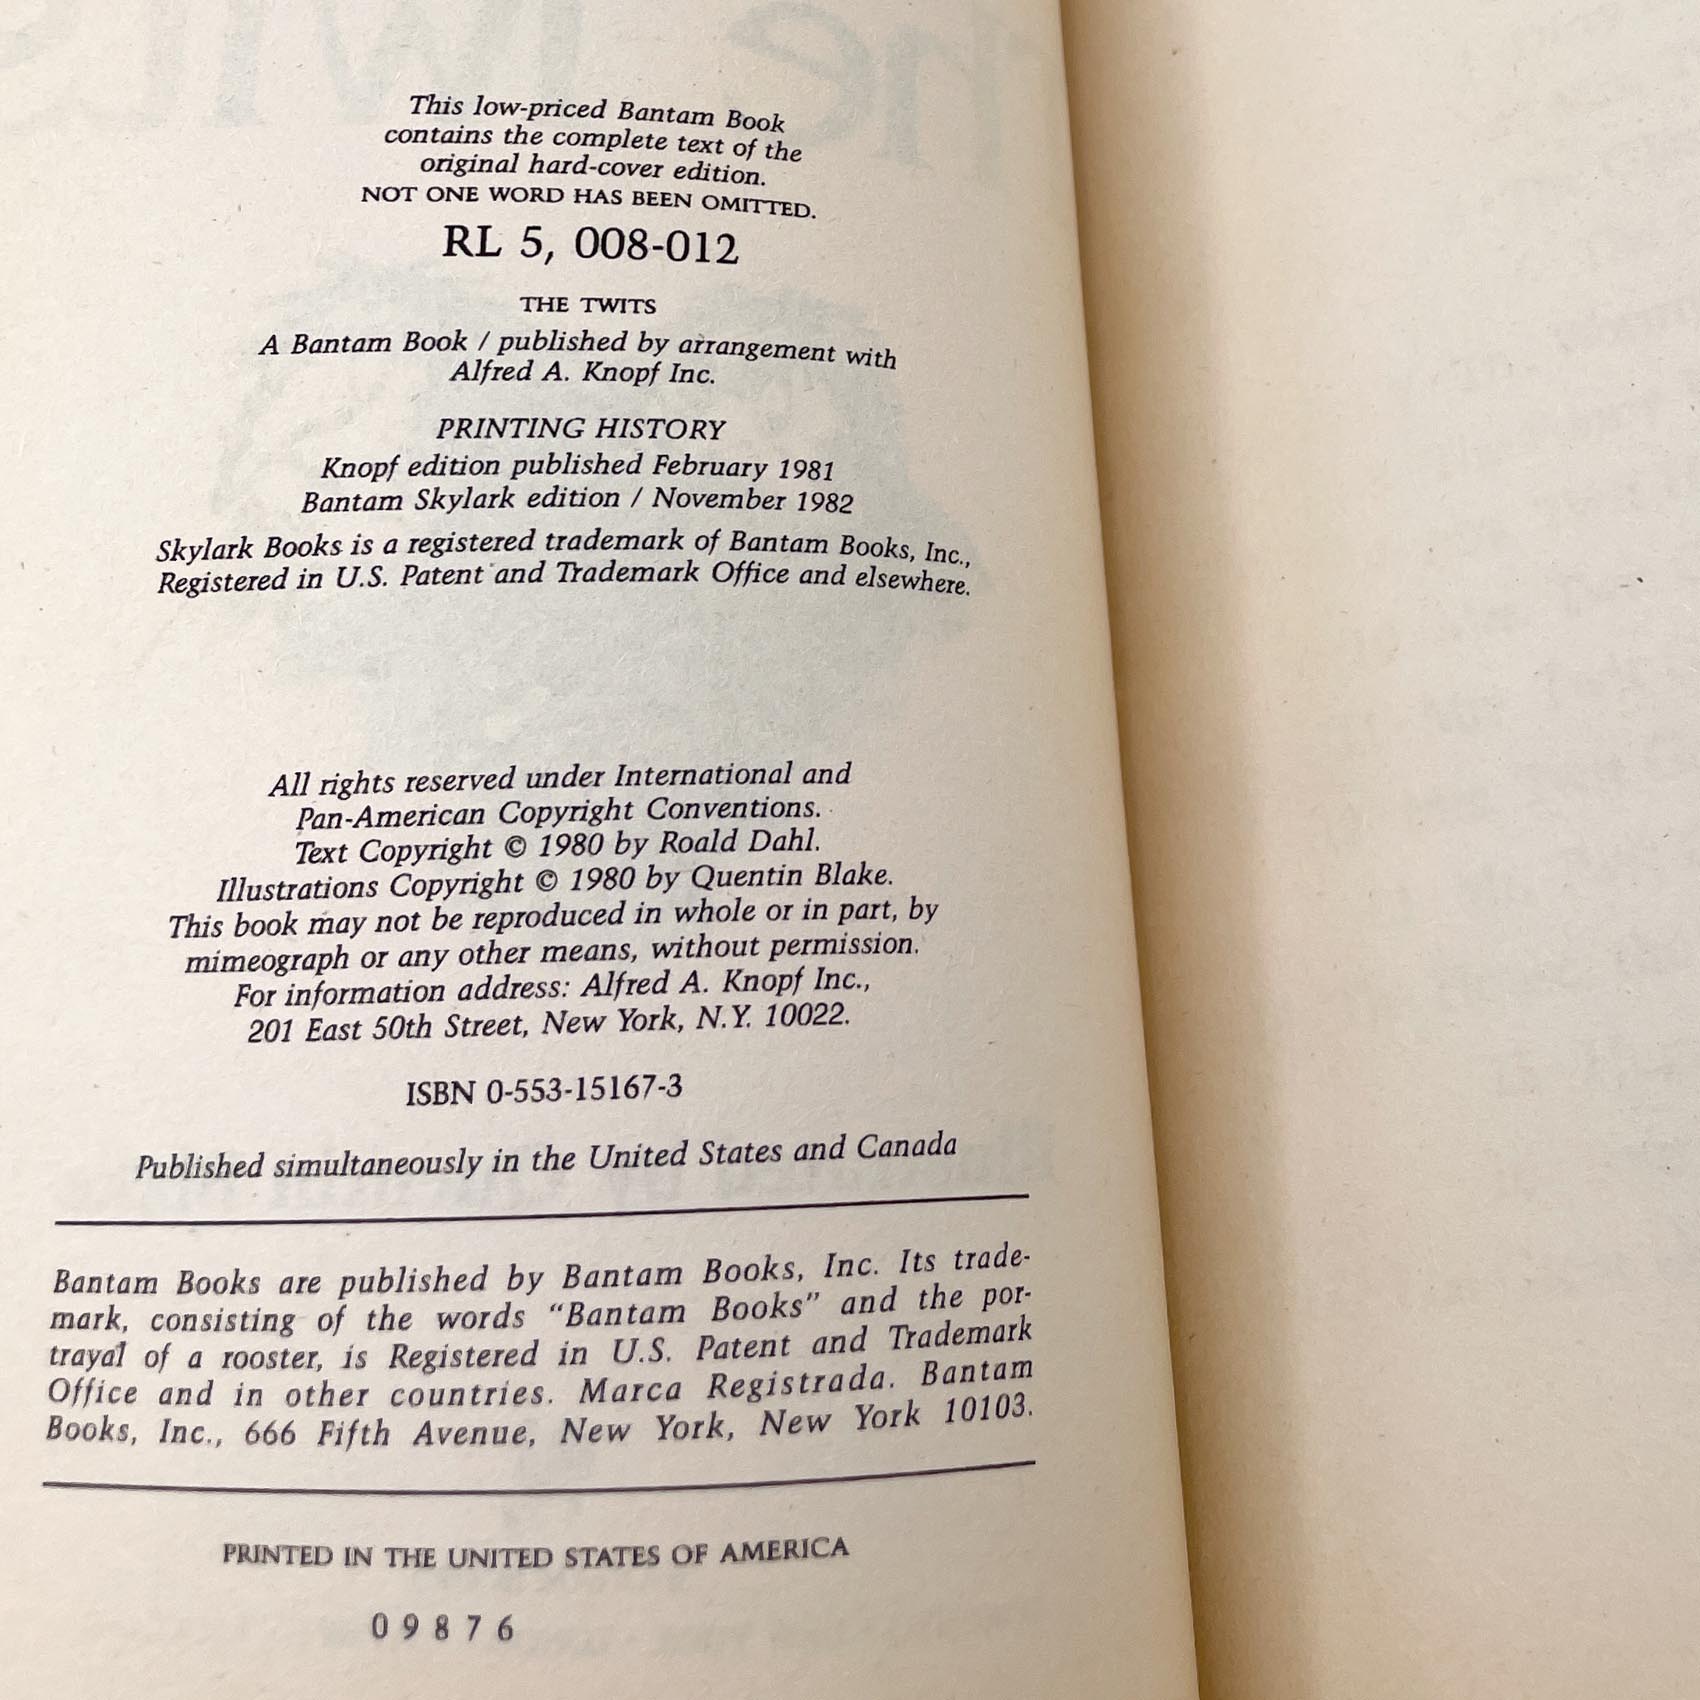 This low-priced Bantam Book
contains the complete text of the
original hard-cover edition.
NOT ONE WORD HAS BEEN OMITTED.
RL 5, 008-012
THE TWITS
A Bantam Book / published by arrangement with
Alfred A. Knopf Inc.
PRINTING HISTORY
Knopf edition published February 1981
Bantam Skylark edition / November 1982
Skylark Books is a registered trademark of Bantam Books, Inc.,
Registered in U.S. Patent and Trademark Office and elsewhere.
All rights reserved under International and
Pan-American Copyright Conventions.
Text Copyright © 1980 by Roald Dahl.
Illustrations Copyright © 1980 by Quentin Blake.
This book may not be reproduced in whole or in part, by
mimeograph or any other means, without permission.
For information address: Alfred A. Knopf Inc.,
201 East 50th Street, New York, N.Y. 10022.
ISBN 0-553-15167-3
Published simultaneously in the United States and Canada
Bantam Books are published by Bantam Books, Inc. Its trade-
mark, consisting of the words “Bantam Books” and the por-
trayal of a rooster, is Registered in U.S. Patent and Trademark
Office and in other countries. Marca Registrada. Bantam
Books, Inc., 666 Fifth Avenue, New York, New York 10103.
PRINTED IN THE UNITED STATES OF AMERICA
0 9 8 7 6